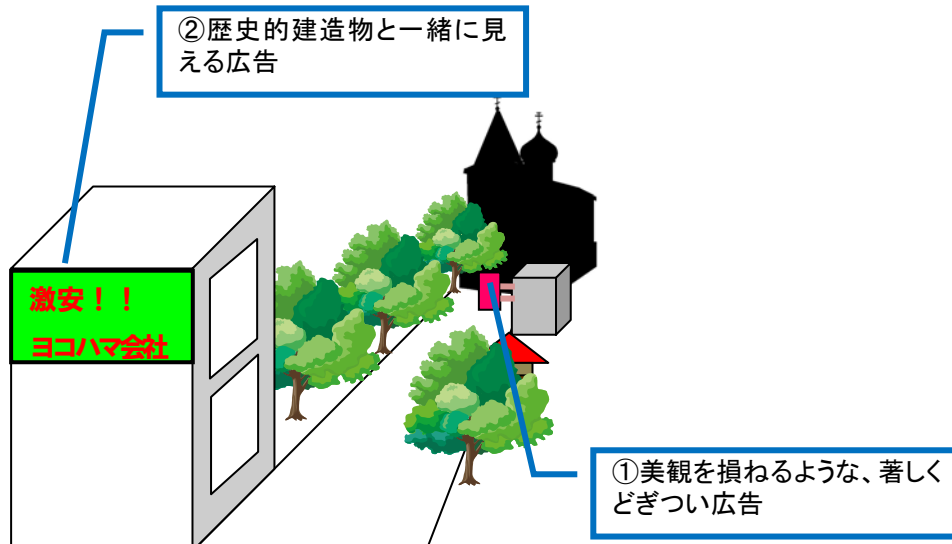 ②歴史的建造物と一緒に見
える広告
激安！！
ヨコハマ会社
①美観を損ねるような、著しく
どぎつい広告